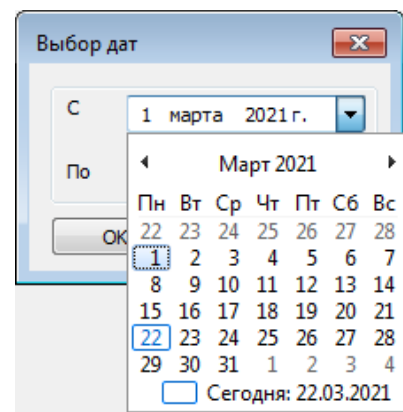 Выбор дат
С 1 марта 2021 г.
По
Март 2021
Пн Вт Ср Чт Пт Сб Вс
22 23 24 25 26 27 28
1 2 3 4 5 6 7
OK
8 9 10 11 12 13 14
15 16 17 18 19 20 21
22 23 24 25 26 27 28
29 30 31 1 2 3 4
Сегодня: 22.03.2021